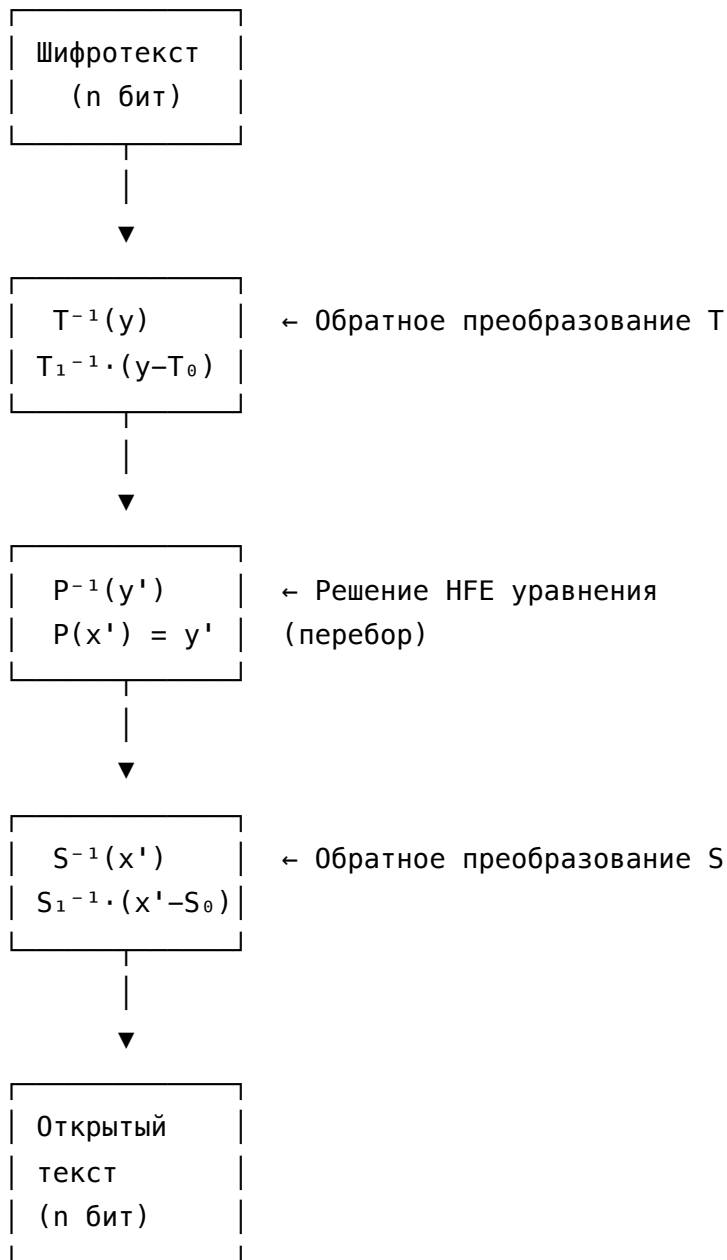 Шифротекст
(n бит)
T⁻¹(y) ← Обратное преобразование T
T₁⁻¹·(y−T₀)
P⁻¹(y') ← Решение HFE уравнения
P(x') = y' (перебор)
S⁻¹(x') ← Обратное преобразование S
S₁⁻¹·(x'−S₀)
Открытый
текст
(n бит)